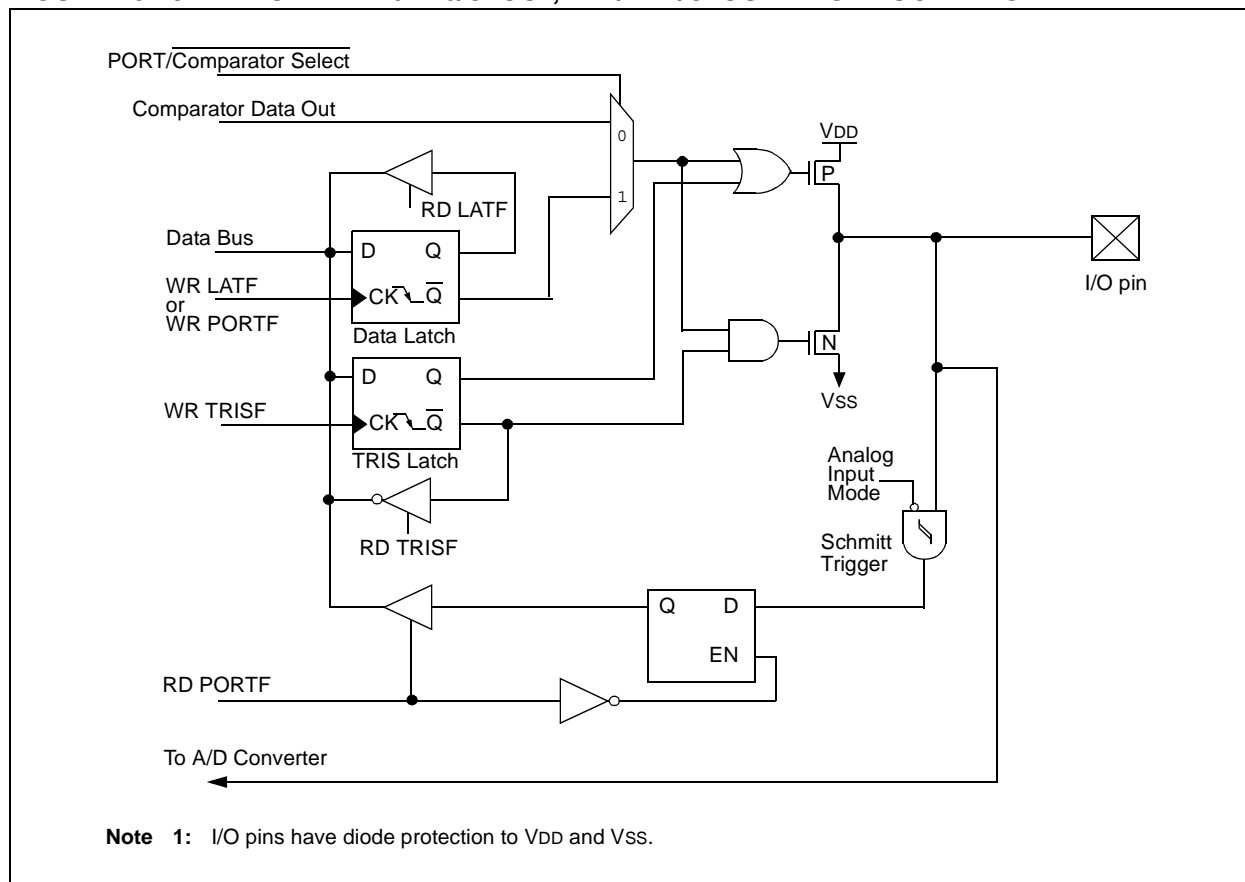 PORT/Comparator Select
Comparator Data Out
0
1
VDD
P
RD LATF
Data Bus
D Q
WR LATF
or
WR PORTF
CK Q
Data Latch
I/O pin
N
VSS
D Q
WR TRISF
CK Q
TRIS Latch
RD TRISF
Analog
Input
Mode
Schmitt
Trigger
Q D
EN
RD PORTF
To A/D Converter
Note 1: I/O pins have diode protection to VDD and VSS.